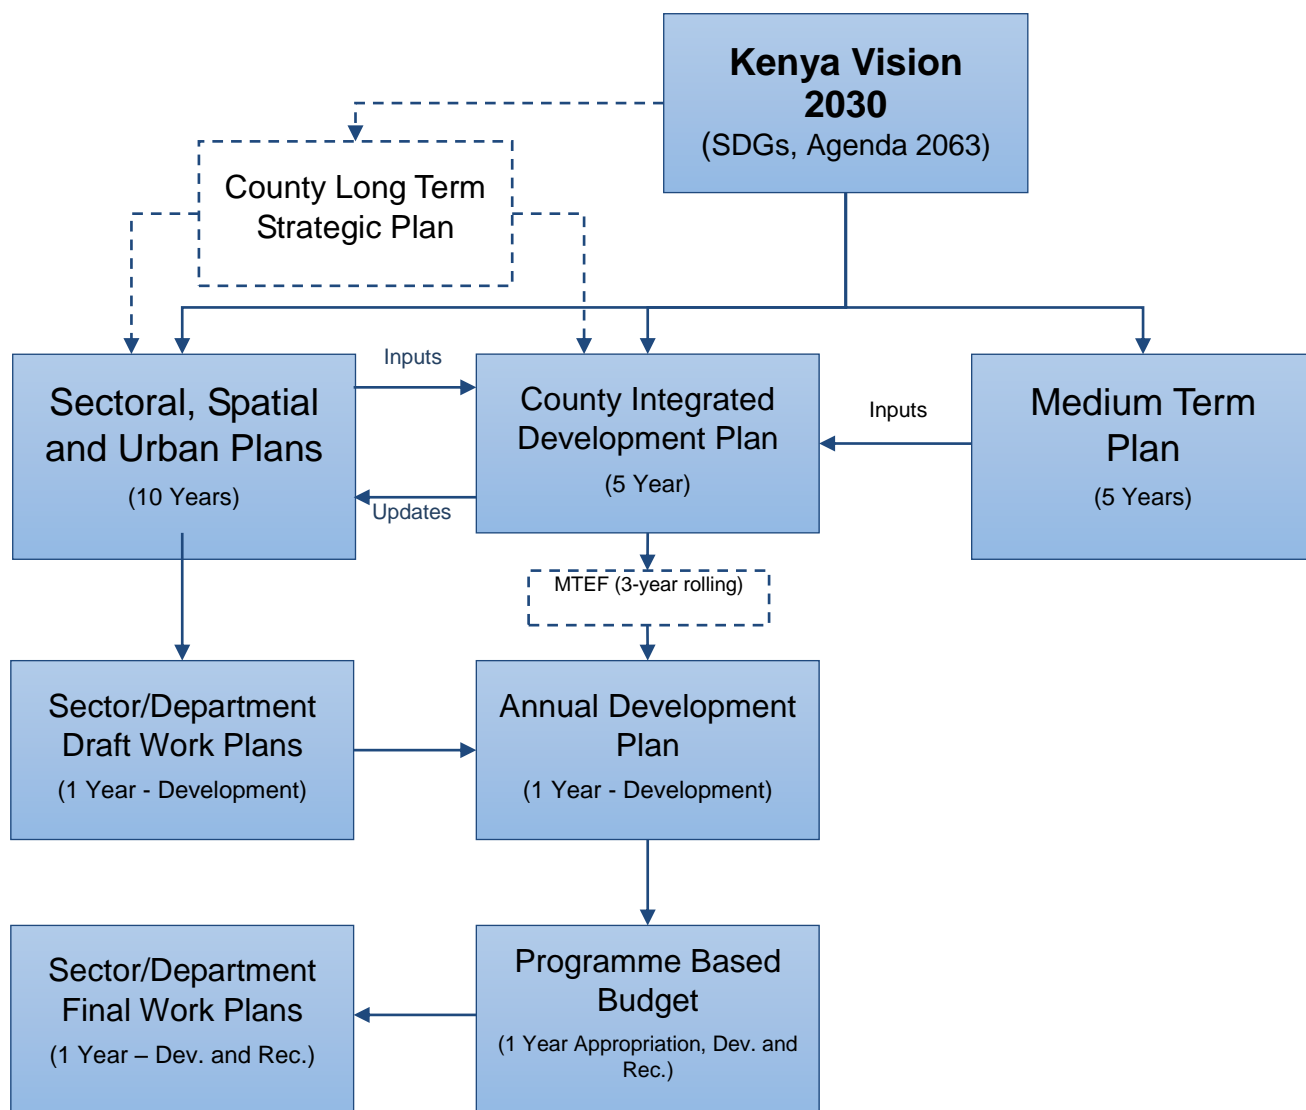 Kenya Vision
2030
(SDGs, Agenda 2063)
County Long Term
Strategic Plan
Sectoral, Spatial
and Urban Plans
(10 Years)
Inputs
Updates
County Integrated
Development Plan
(5 Year)
Inputs
Medium Term
Plan
(5 Years)
MTEF (3-year rolling)
Sector/Department
Draft Work Plans
(1 Year - Development)
Annual Development
Plan
(1 Year - Development)
Sector/Department
Final Work Plans
(1 Year – Dev. and Rec.)
Programme Based
Budget
(1 Year Appropriation, Dev. and
Rec.)